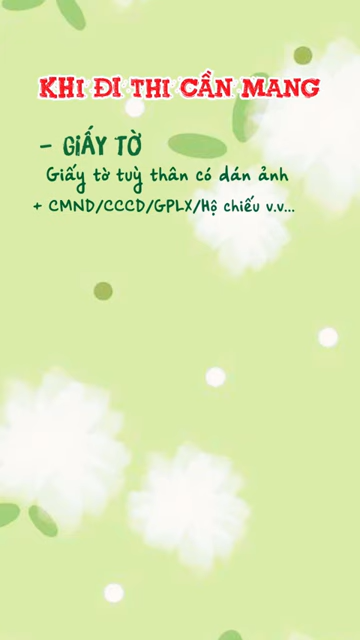 KHI ĐI THI CẦN MANG
- GIẤY TỜ
Giấy tờ tuỳ thân có dán ảnh
+ CMND/CCCD/GPLX/Hộ chiếu v.v...